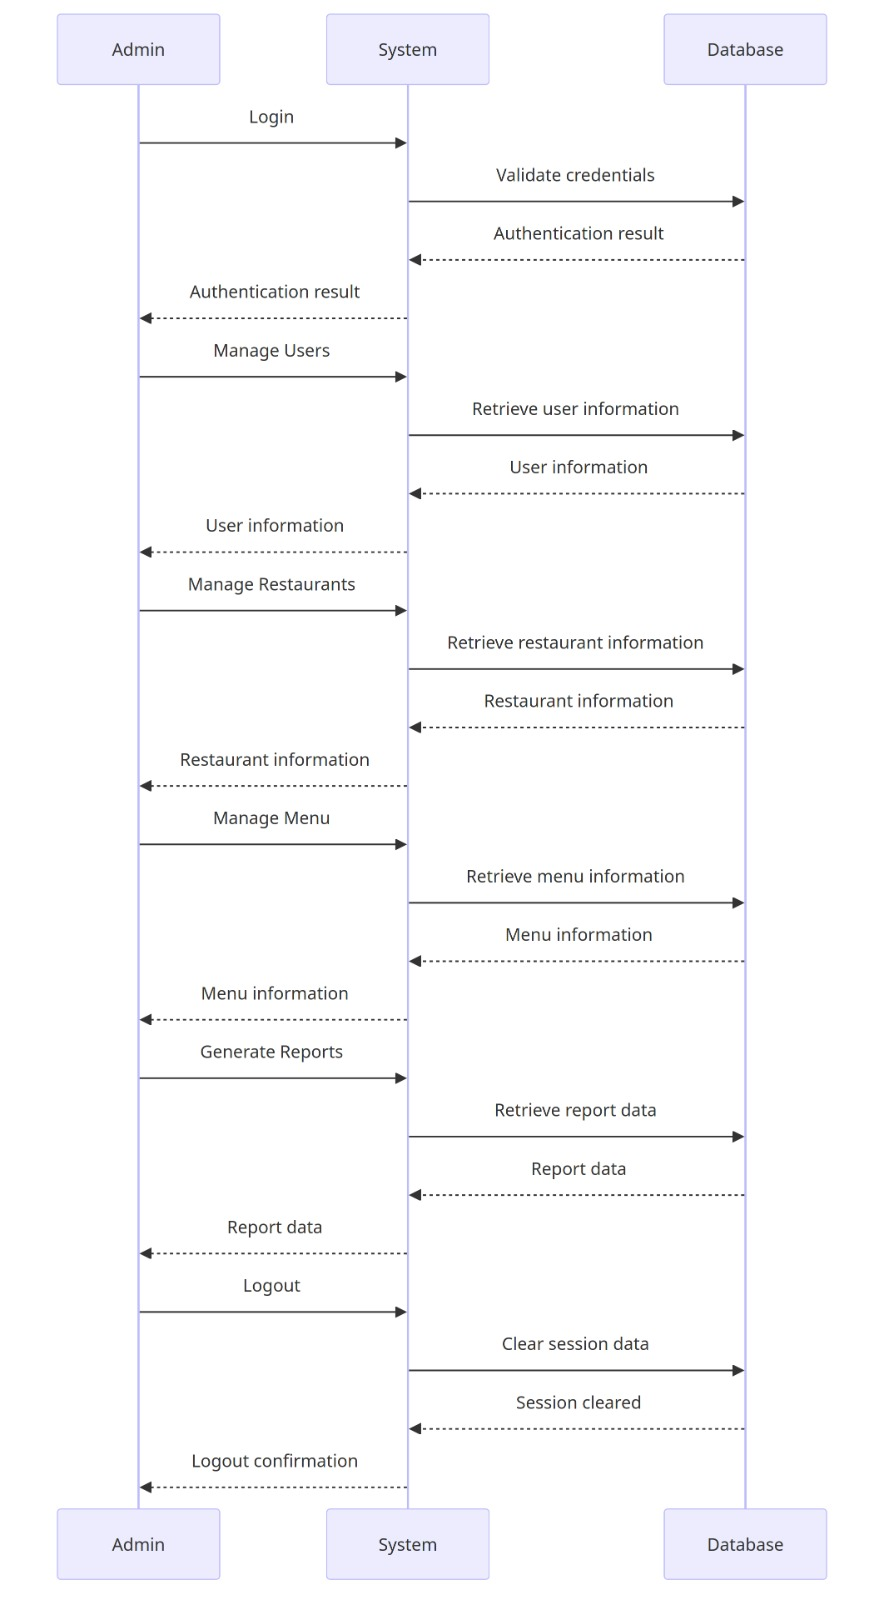 Admin
System
Database
Login
Validate credentials
Authentication result
Authentication result
Manage Users
Retrieve user information
User information
User information
Manage Restaurants
Retrieve restaurant information
Restaurant information
Restaurant information
Manage Menu
Retrieve menu information
Menu information
Menu information
Generate Reports
Retrieve report data
Report data
Report data
Logout
Clear session data
Session cleared
Logout confirmation
Admin
System
Database